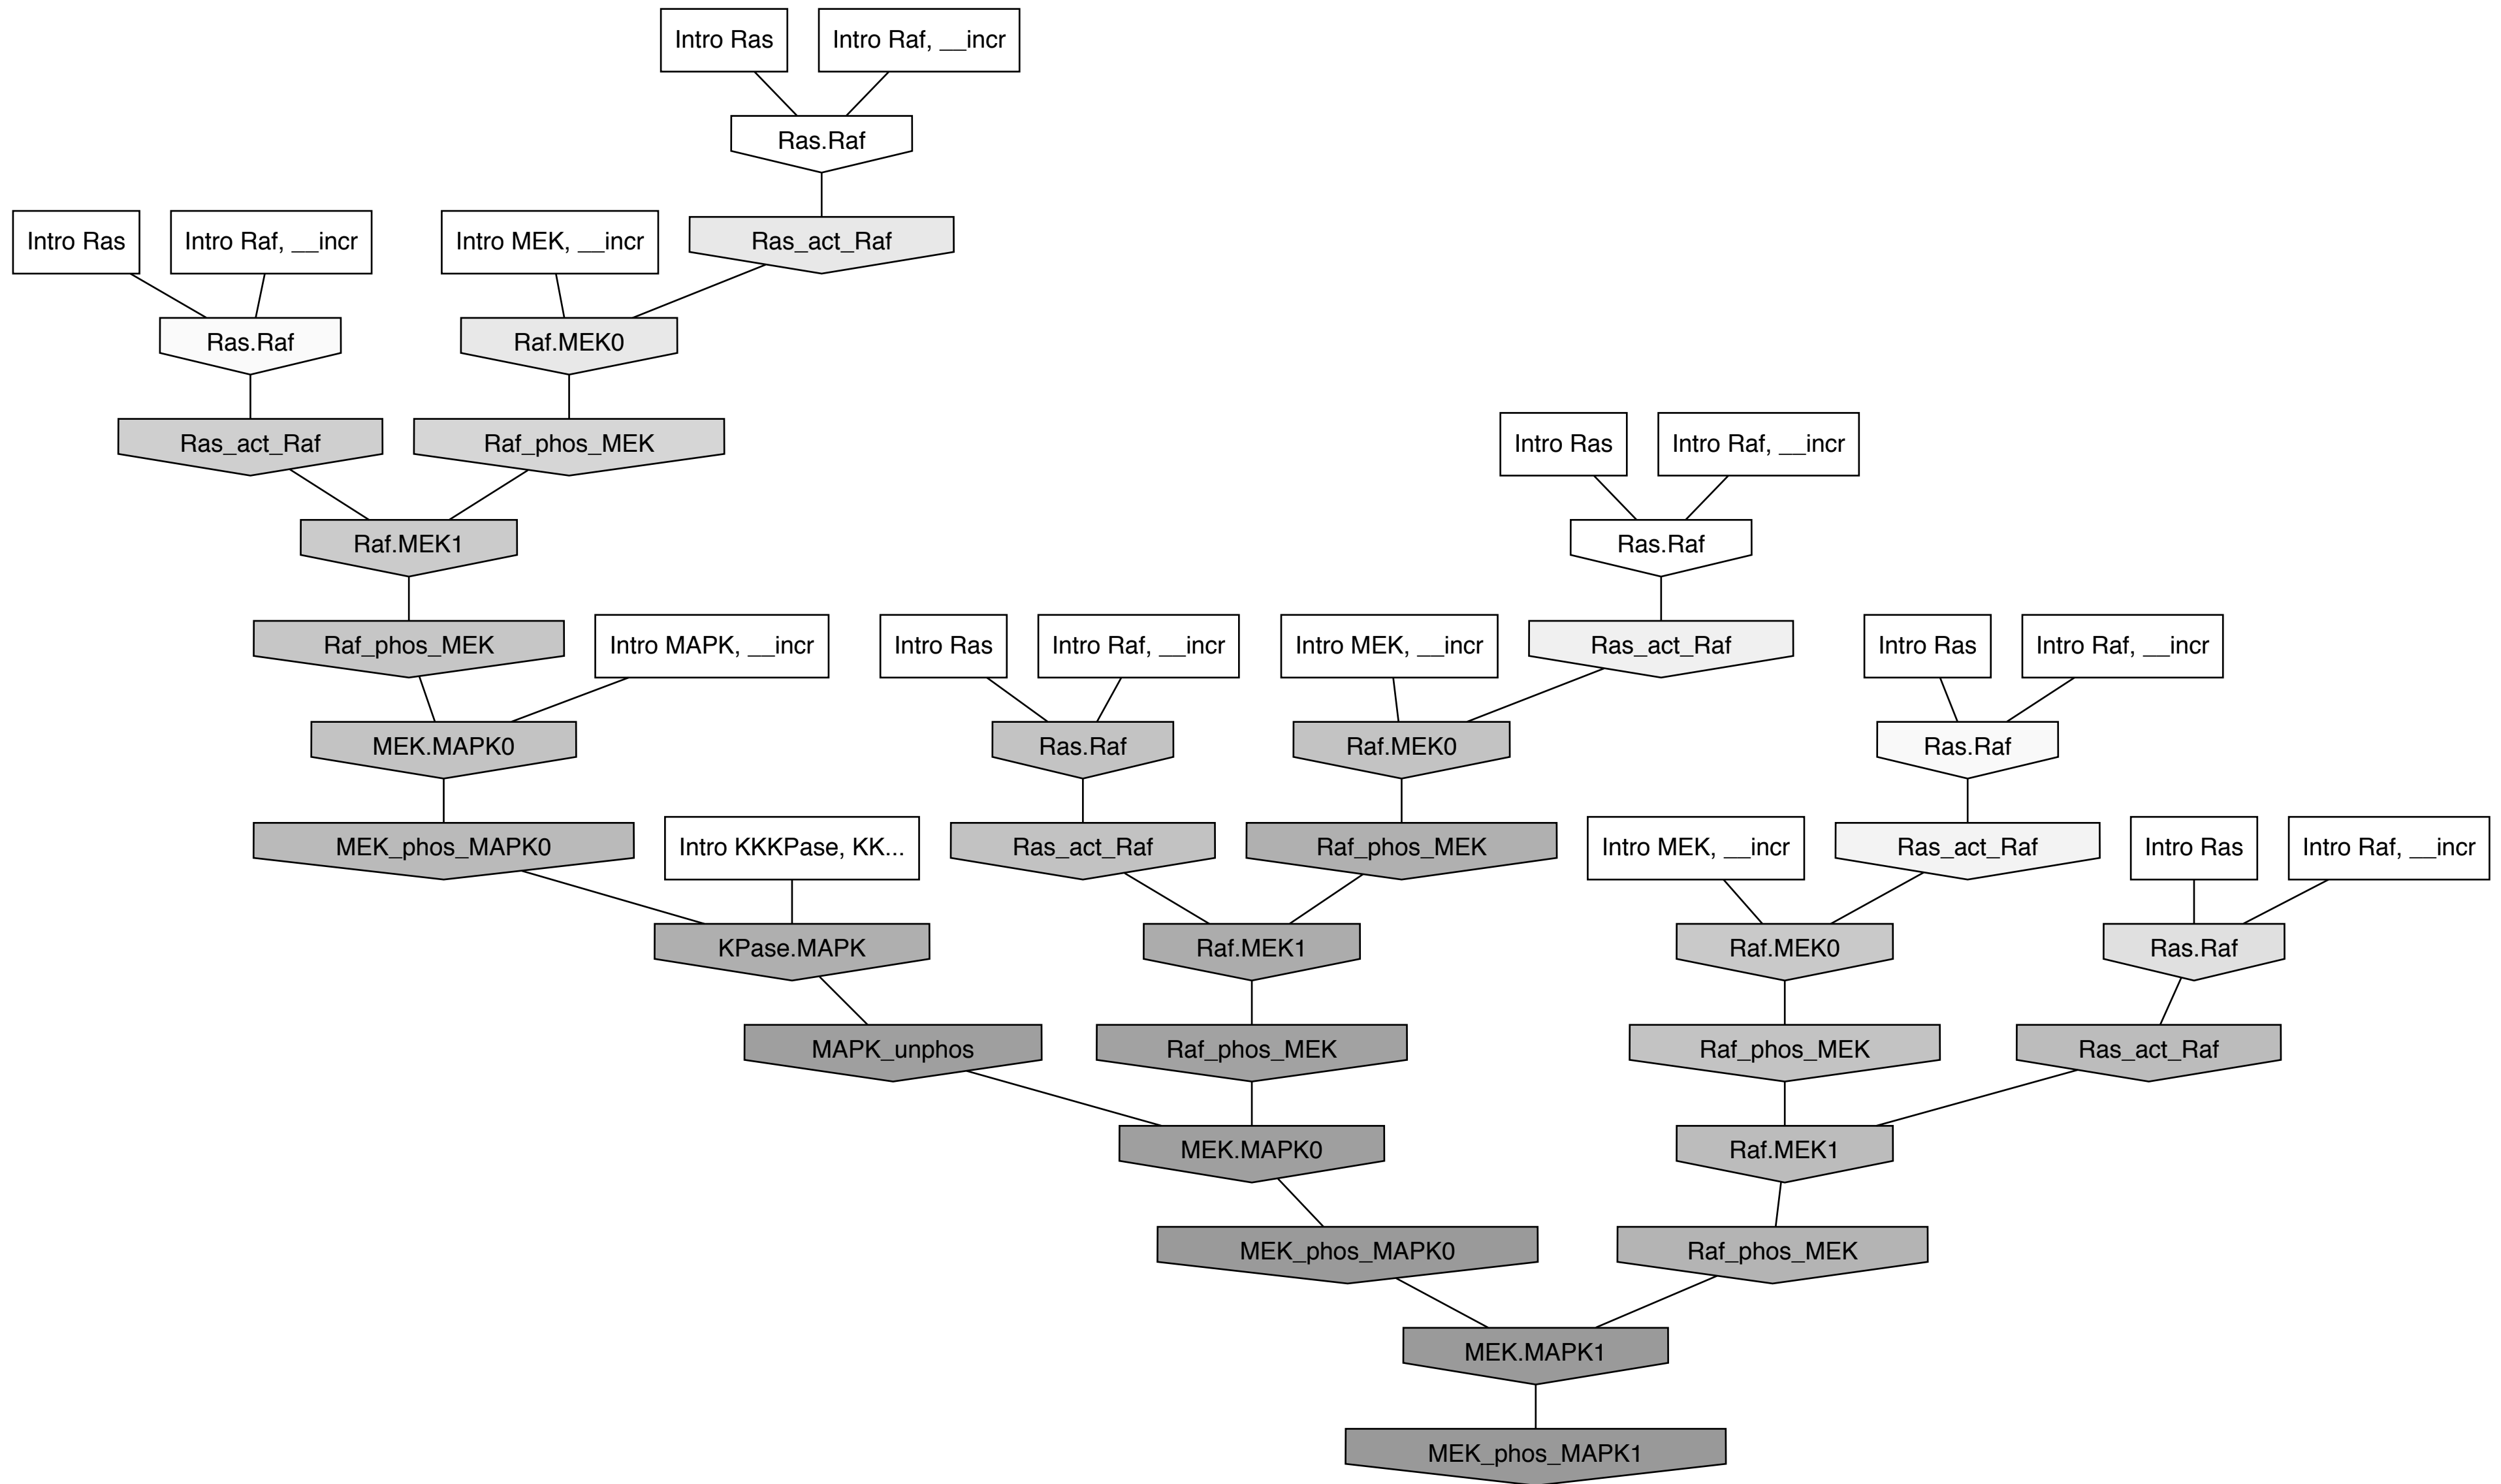 Intro Ras
Intro Raf, __incr
Ras.Raf
Intro Ras
Intro Raf, __incr
Intro MEK, __incr
Ras_act_Raf
Ras.Raf
Raf.MEK0
Ras_act_Raf
Raf_phos_MEK
Intro Ras
Intro Raf, __incr
Raf.MEK1
Ras.Raf
Raf_phos_MEK
Intro MAPK, __incr
Intro Ras
Intro Raf, __incr
Intro MEK, __incr
Ras_act_Raf
Intro Ras
Intro Raf, __incr
MEK.MAPK0
Ras.Raf
Raf.MEK0
Ras.Raf
MEK_phos_MAPK0
Intro KKKPase, KK...
Ras_act_Raf
Raf_phos_MEK
Intro MEK, __incr
Ras_act_Raf
Intro Ras
Intro Raf, __incr
KPase.MAPK
Raf.MEK1
Raf.MEK0
Ras.Raf
MAPK_unphos
Raf_phos_MEK
Raf_phos_MEK
Ras_act_Raf
MEK.MAPK0
Raf.MEK1
MEK_phos_MAPK0
Raf_phos_MEK
MEK.MAPK1
MEK_phos_MAPK1